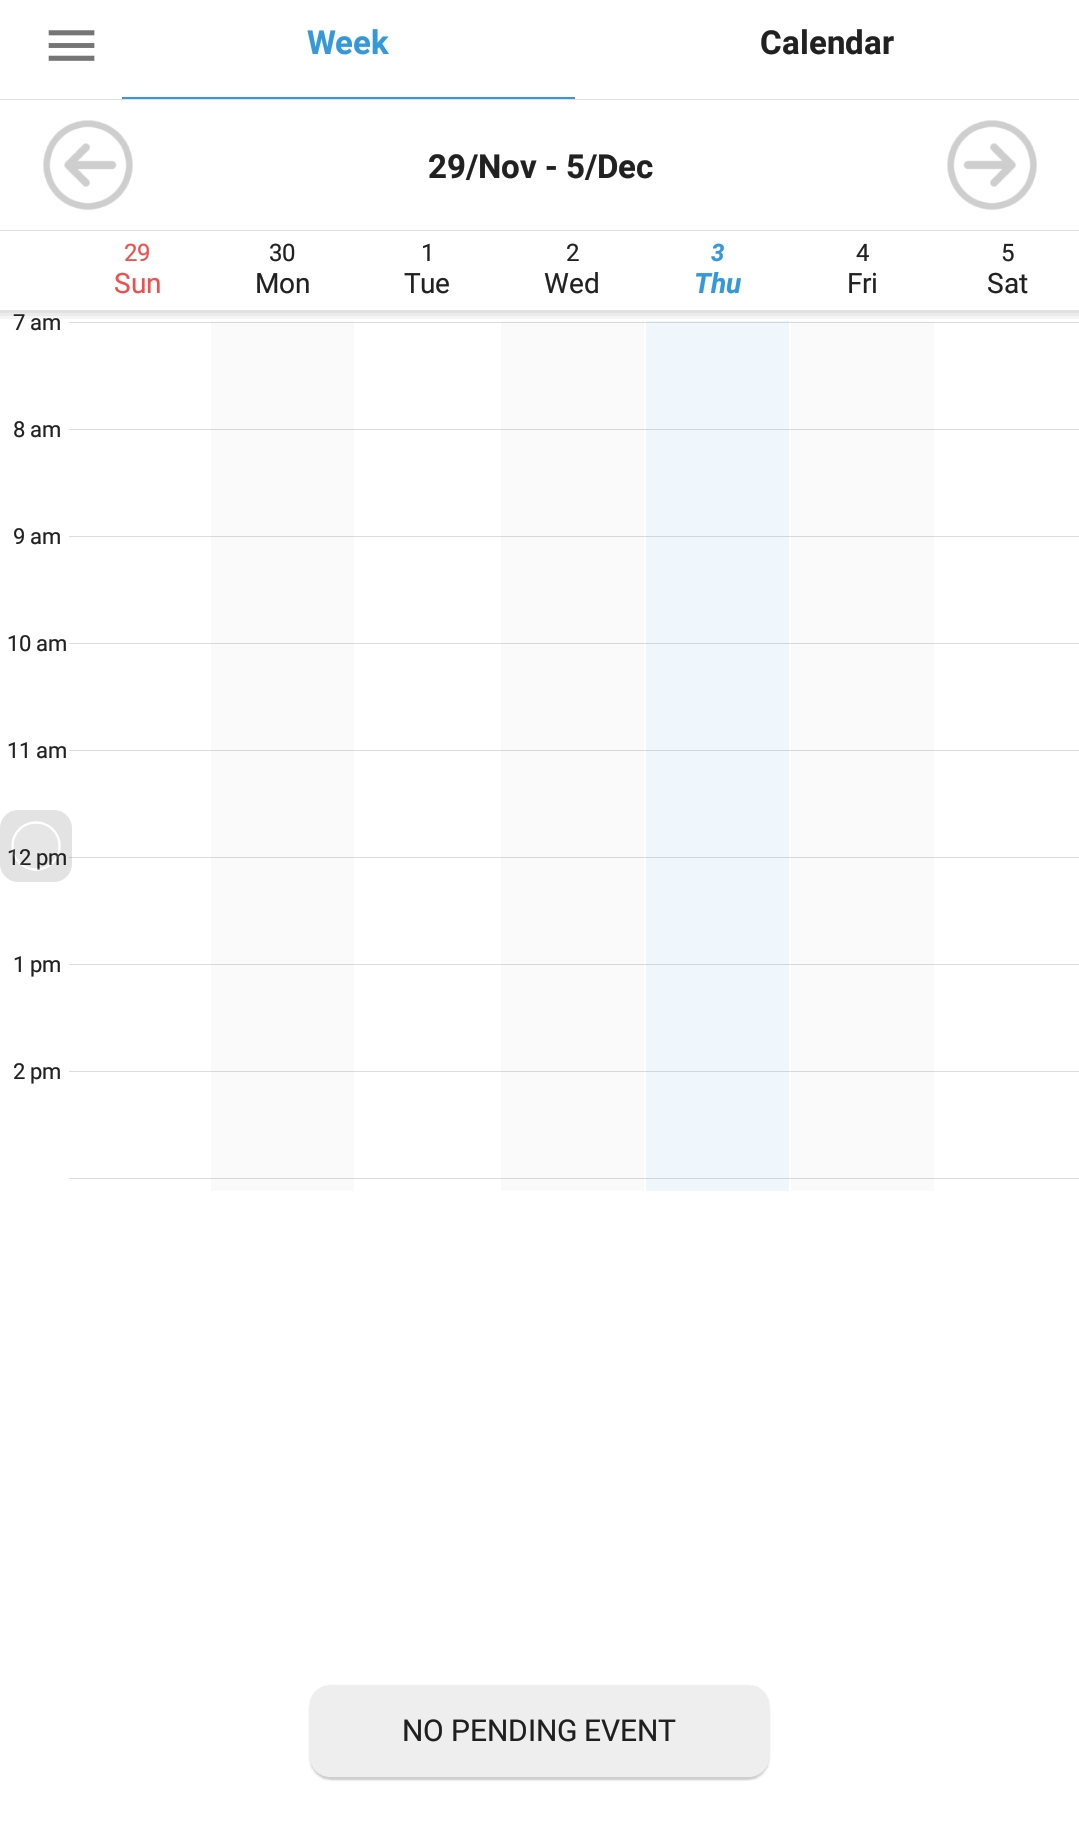 Week Calendar
29/Nov - 5/Dec
29 30 1 2 3 4 5
Sun Mon Tue Wed Thu Fri Sat
7 am
8 am
9 am
10 am
11 am
12 pm
1 pm
2 pm
NO PENDING EVENT